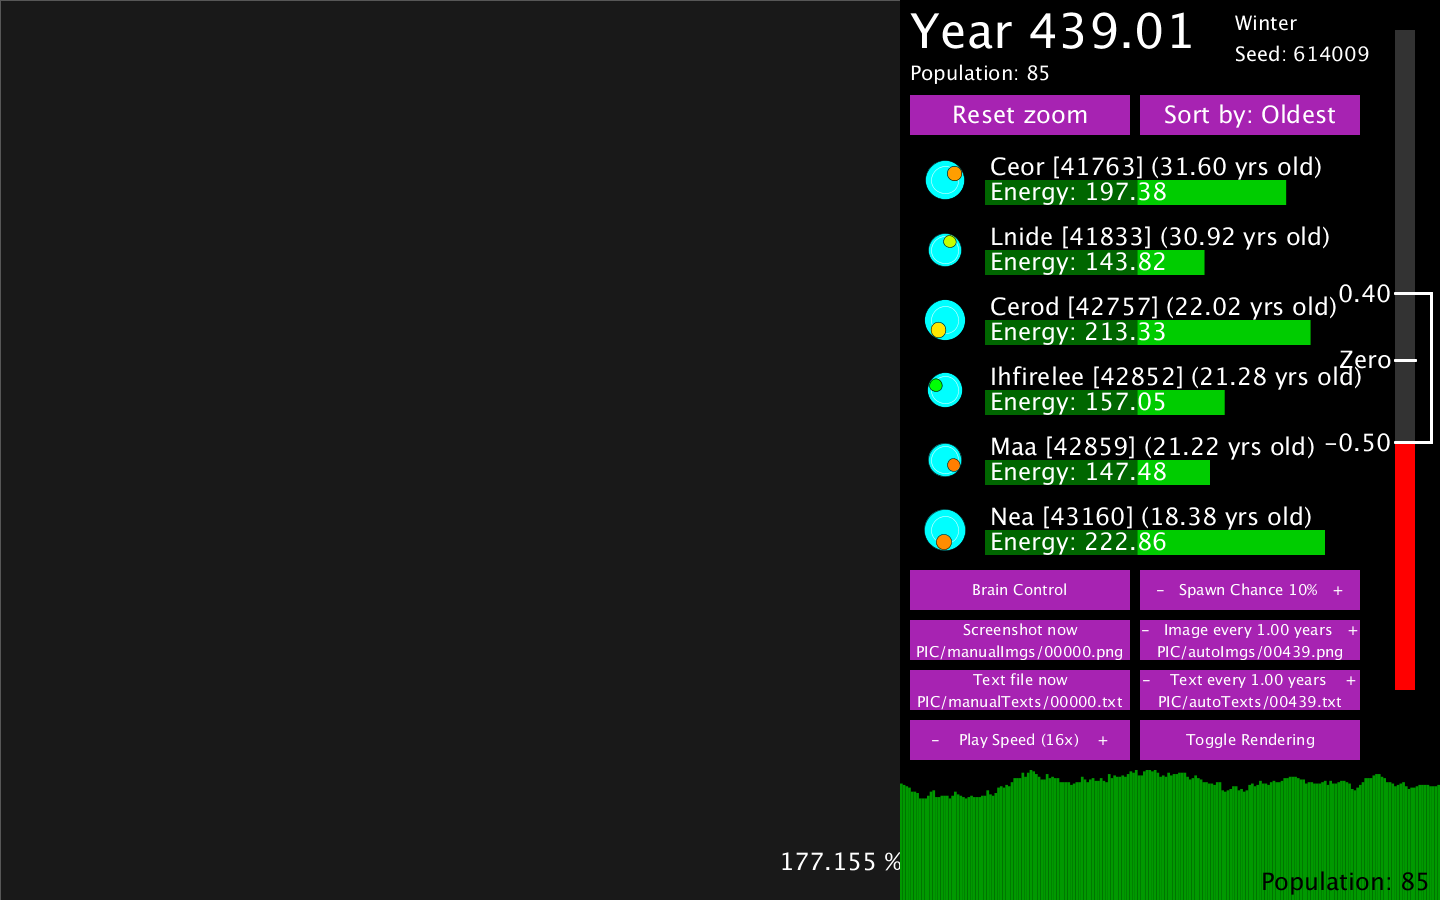 Year 439.01
Winter
Seed: 614009
Population: 85
Reset zoom
Sort by: Oldest
Ceor [41763] (31.60 yrs old)
Energy: 197.38
Lnide [41833] (30.92 yrs old)
Energy: 143.82
0.40
Cerod [42757] (22.02 yrs old)
Energy: 213.33
Zero
Ihfirelee [42852] (21.28 yrs old)
Energy: 157.05
Maa [42859] (21.22 yrs old)
−0.50
Energy: 147.48
Nea [43160] (18.38 yrs old)
Energy: 222.86
Brain Control
– Spawn Chance 10% +
Screenshot now
PIC/manualImgs/00000.png
– Image every 1.00 years +
PIC/autoImgs/00439.png
Text file now
PIC/manualTexts/00000.txt
– Text every 1.00 years +
PIC/autoTexts/00439.txt
– Play Speed (16x) +
Toggle Rendering
177.155 %
Population: 85